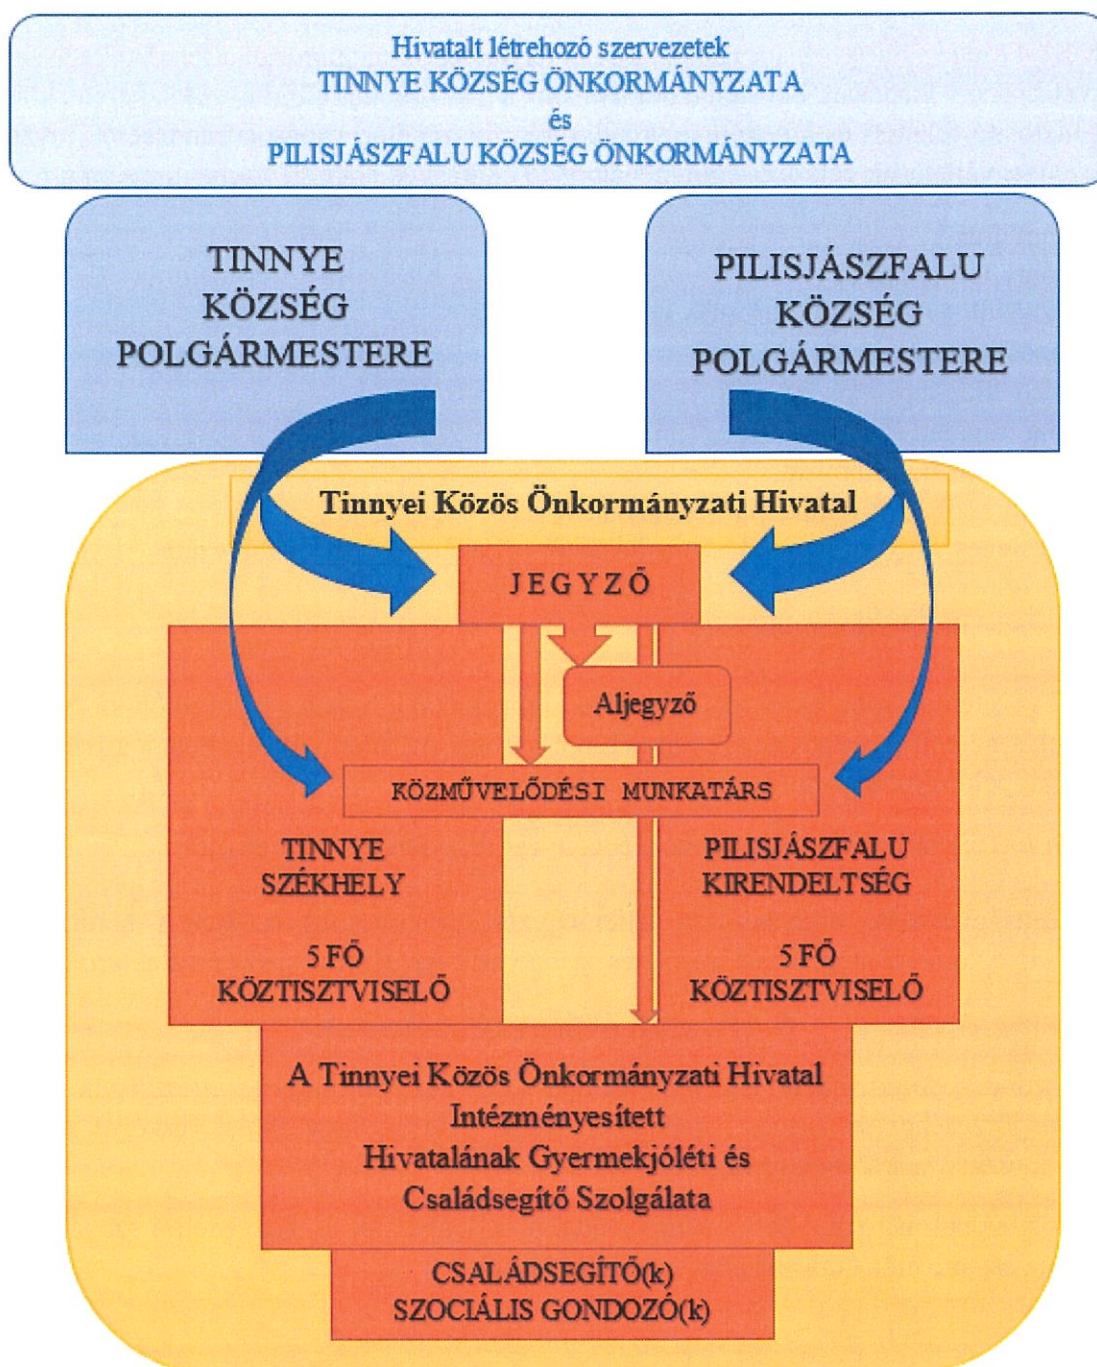 Hivatalt létrehozó szervezetek
TINNYE KÖZSÉG ÖNKORMÁNYZATA
és
PILISJÁSZFALU KÖZSÉG ÖNKORMÁNYZATA
TINNYE
KÖZSÉG
POLGÁRMESTERE
PILISJÁSZFALU
KÖZSÉG
POLGÁRMESTERE
Tinnyei Közös Önkormányzati Hivatal
JEGYZŐ
Aljegyző
KÖZMŰVELŐDÉSI MUNKATÁRS
TINNYE
SZÉKHELY
5 FŐ
KÖZTISZTVISELŐ
PILISJÁSZFALU
KIRENDELTSÉG
5 FŐ
KÖZTISZTVISELŐ
A Tinnyei Közös Önkormányzati Hivatal
Intézményesített
Hivatalának Gyermekjóléti és
Családsegítő Szolgálata
CSALÁDSEGÍTŐ(k)
SZOCIÁLIS GONDOZÓ(k)